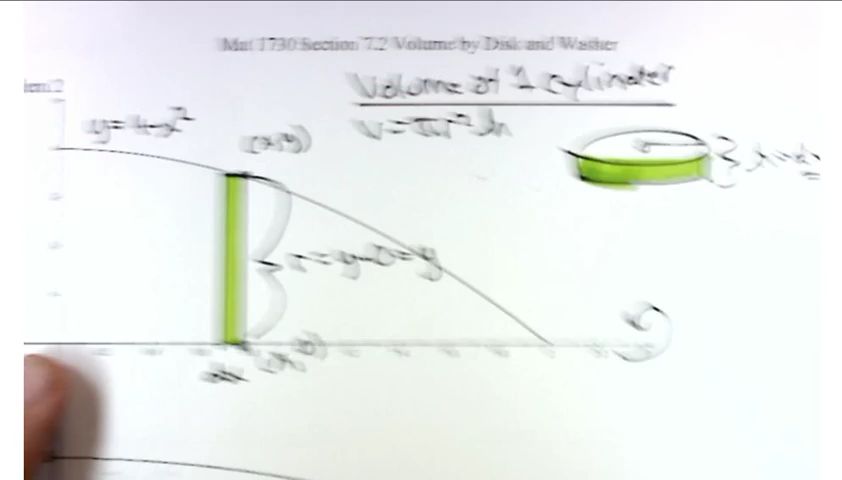 Mat 1730 Section 7.2 Volume by Disk and Washer
Volume of 1 cylinder
V = πr²h
y = 4-x²
(x,y)
r = y-0 = y
(x,0)
dx